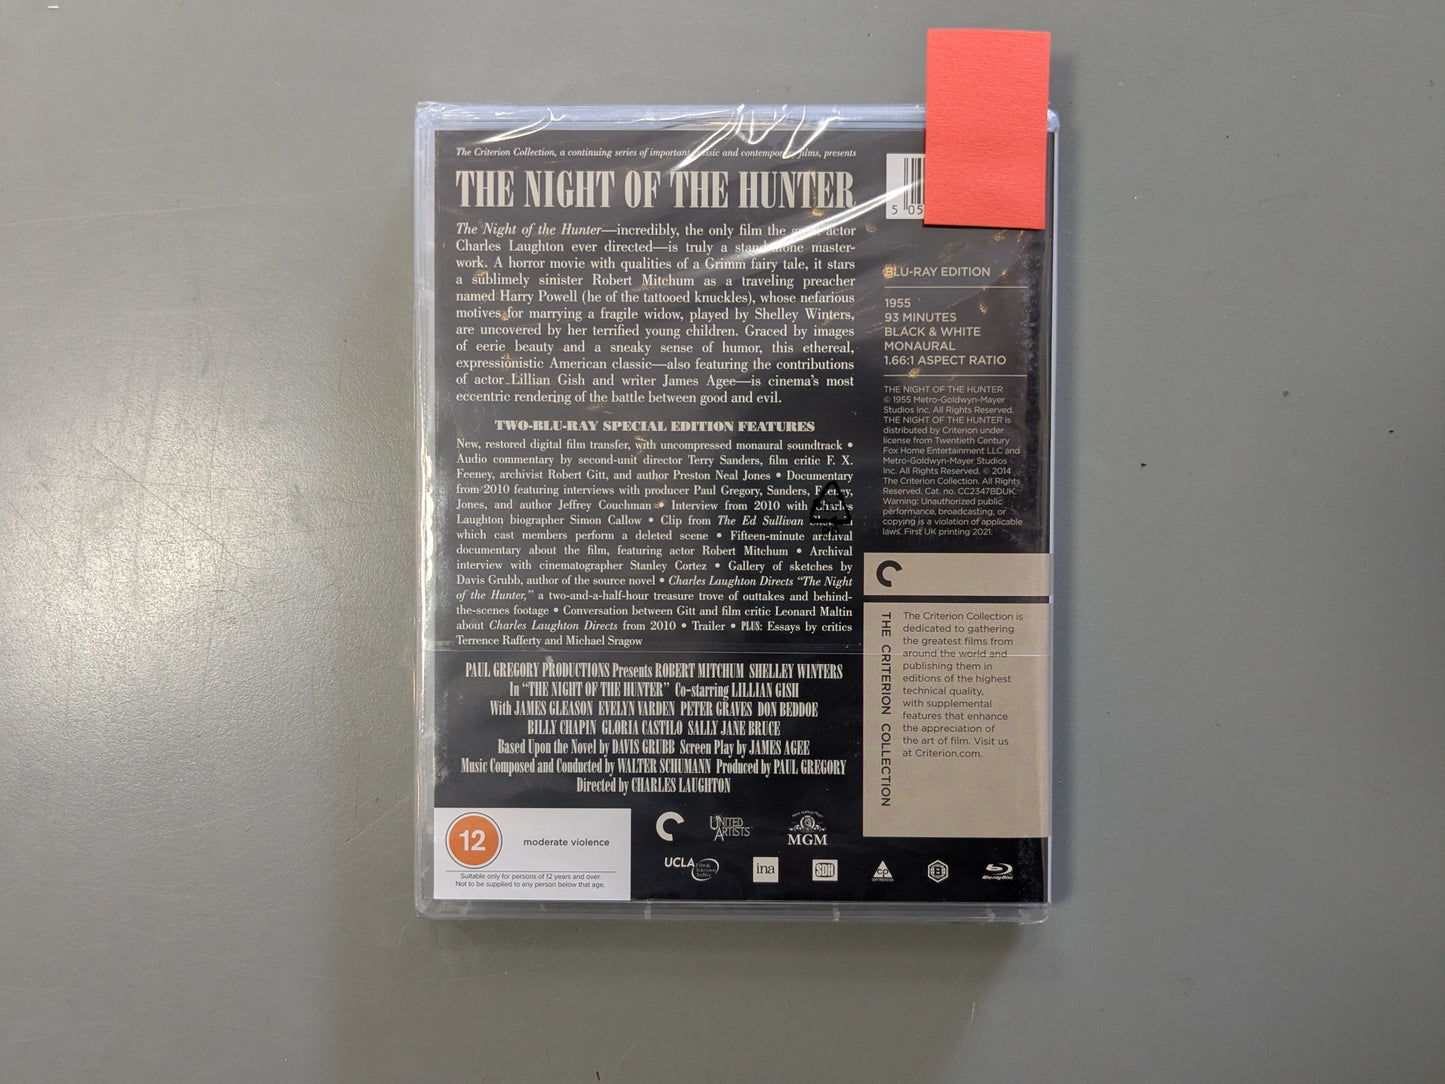 The Criterion Collection, a continuing series of important classic and contemporary films, presents
THE NIGHT OF THE HUNTER
The Night of the Hunter—incredibly, the only film the great actor
Charles Laughton ever directed—is truly a stand-alone master-
work. A horror movie with qualities of a Grimm fairy tale, it stars
a sublimely sinister Robert Mitchum as a traveling preacher
named Harry Powell (he of the tattooed knuckles), whose nefarious
motives for marrying a fragile widow, played by Shelley Winters,
are uncovered by her terrified young children. Graced by images
of eerie beauty and a sneaky sense of humor, this ethereal,
expressionistic American classic—also featuring the contributions
of actor Lillian Gish and writer James Agee—is cinema's most
eccentric rendering of the battle between good and evil.
TWO-BLU-RAY SPECIAL EDITION FEATURES
New, restored digital film transfer, with uncompressed monaural soundtrack •
Audio commentary by second-unit director Terry Sanders, film critic F. X.
Feeney, archivist Robert Gitt, and author Preston Neal Jones • Documentary
from 2010 featuring interviews with producer Paul Gregory, Sanders, Feeney,
Jones, and author Jeffrey Couchman • Interview from 2010 with Charles
Laughton biographer Simon Callow • Clip from The Ed Sullivan Show in
which cast members perform a deleted scene • Fifteen-minute archival
documentary about the film, featuring actor Robert Mitchum • Archival
interview with cinematographer Stanley Cortez • Gallery of sketches by
Davis Grubb, author of the source novel • Charles Laughton Directs "The Night
of the Hunter," a two-and-a-half-hour treasure trove of outtakes and behind-
the-scenes footage • Conversation between Gitt and film critic Leonard Maltin
about Charles Laughton Directs from 2010 • Trailer • PLUS: Essays by critics
Terrence Rafferty and Michael Sragow
PAUL GREGORY PRODUCTIONS Presents ROBERT MITCHUM SHELLEY WINTERS
In "THE NIGHT OF THE HUNTER" Co-starring LILLIAN GISH
With JAMES GLEASON EVELYN VARDEN PETER GRAVES DON BEDDOE
BILLY CHAPIN GLORIA CASTILO SALLY JANE BRUCE
Based Upon the Novel by DAVIS GRUBB Screen Play by JAMES AGEE
Music Composed and Conducted by WALTER SCHUMANN Produced by PAUL GREGORY
Directed by CHARLES LAUGHTON
12
moderate violence
Suitable only for persons of 12 years and over.
Not to be supplied to any person below that age.
UNITED
ARTISTS
MGM
UCLA Film &
Television
Archive
ina
SDH
B
Blu-ray Disc
5 05
BLU-RAY EDITION
1955
93 MINUTES
BLACK & WHITE
MONAURAL
1.66:1 ASPECT RATIO
THE NIGHT OF THE HUNTER
© 1955 Metro-Goldwyn-Mayer
Studios Inc. All Rights Reserved.
THE NIGHT OF THE HUNTER is
distributed by Criterion under
license from Twentieth Century
Fox Home Entertainment LLC and
Metro-Goldwyn-Mayer Studios
Inc. All Rights Reserved. © 2014
The Criterion Collection. All Rights
Reserved. Cat. no. CC2347BDUK.
Warning: Unauthorized public
performance, broadcasting, or
copying is a violation of applicable
laws. First UK printing 2021.
THE CRITERION COLLECTION
The Criterion Collection is
dedicated to gathering
the greatest films from
around the world and
publishing them in
editions of the highest
technical quality,
with supplemental
features that enhance
the appreciation of
the art of film. Visit us
at Criterion.com.